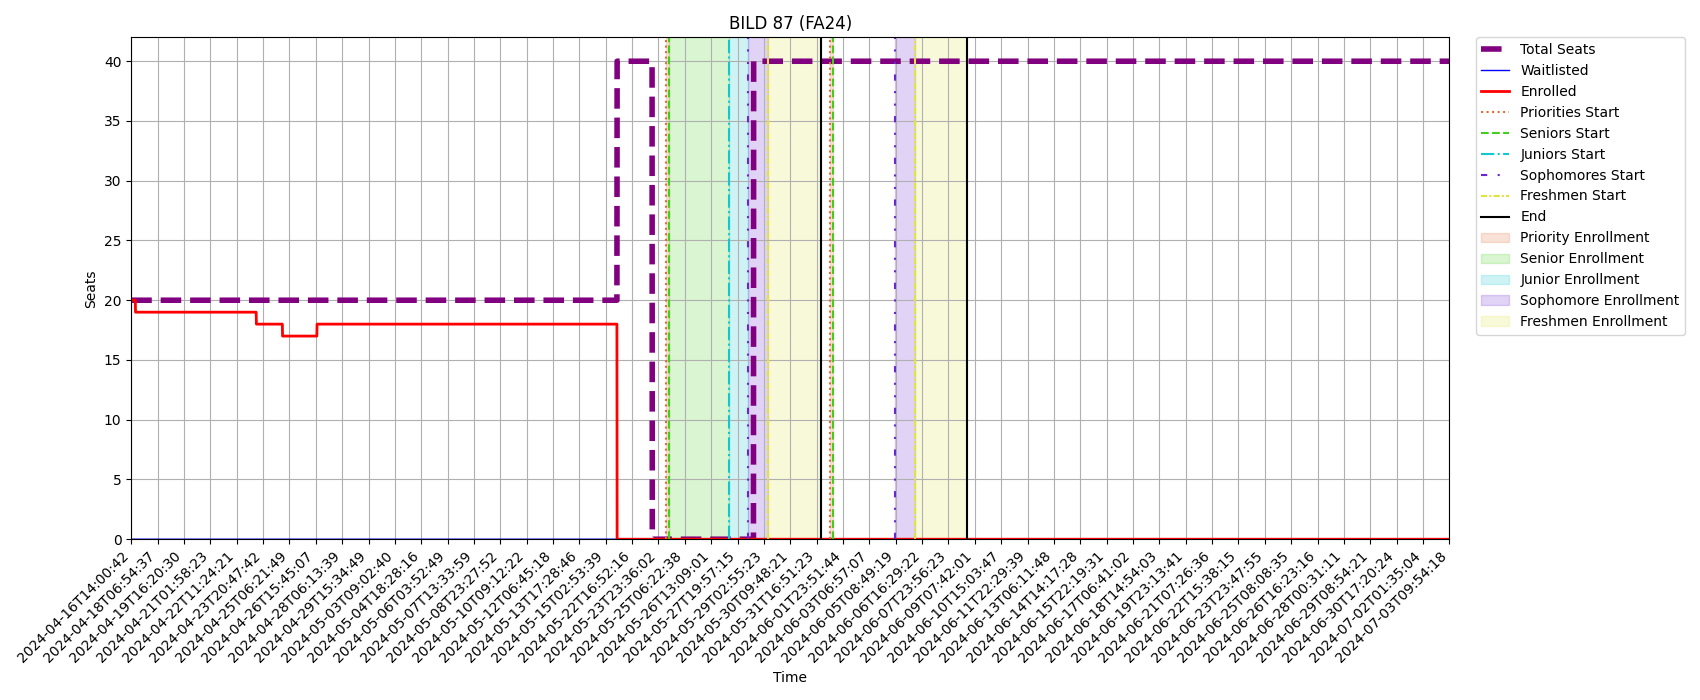 BILD 87 (FA24)
Seats
40
35
30
25
20
15
10
5
0
2024-04-16T14:00:42
2024-04-18T06:54:37
2024-04-19T16:20:30
2024-04-21T01:58:23
2024-04-22T11:24:21
2024-04-23T20:47:42
2024-04-25T06:21:49
2024-04-26T15:45:07
2024-04-28T06:13:39
2024-04-29T15:34:49
2024-05-03T09:02:40
2024-05-04T18:28:16
2024-05-06T03:52:49
2024-05-07T13:33:59
2024-05-08T23:27:52
2024-05-10T09:12:22
2024-05-12T06:45:18
2024-05-13T17:28:46
2024-05-15T02:53:39
2024-05-22T16:52:16
2024-05-23T23:36:02
2024-05-25T06:22:38
2024-05-26T13:09:01
2024-05-27T19:57:15
2024-05-29T02:55:23
2024-05-30T09:48:21
2024-05-31T16:51:23
2024-06-01T23:51:44
2024-06-03T06:57:07
2024-06-05T08:49:19
2024-06-06T16:29:22
2024-06-07T23:56:23
2024-06-09T07:42:01
2024-06-10T15:03:47
2024-06-11T22:29:39
2024-06-13T06:11:48
2024-06-14T14:17:28
2024-06-15T22:19:31
2024-06-17T06:41:02
2024-06-18T14:54:03
2024-06-19T23:13:41
2024-06-21T07:26:36
2024-06-22T15:38:15
2024-06-23T23:47:55
2024-06-25T08:08:35
2024-06-26T16:23:16
2024-06-28T00:31:11
2024-06-29T08:54:21
2024-06-30T17:20:24
2024-07-02T01:35:04
2024-07-03T09:54:18
Time
Total Seats
Waitlisted
Enrolled
Priorities Start
Seniors Start
Juniors Start
Sophomores Start
Freshmen Start
End
Priority Enrollment
Senior Enrollment
Junior Enrollment
Sophomore Enrollment
Freshmen Enrollment